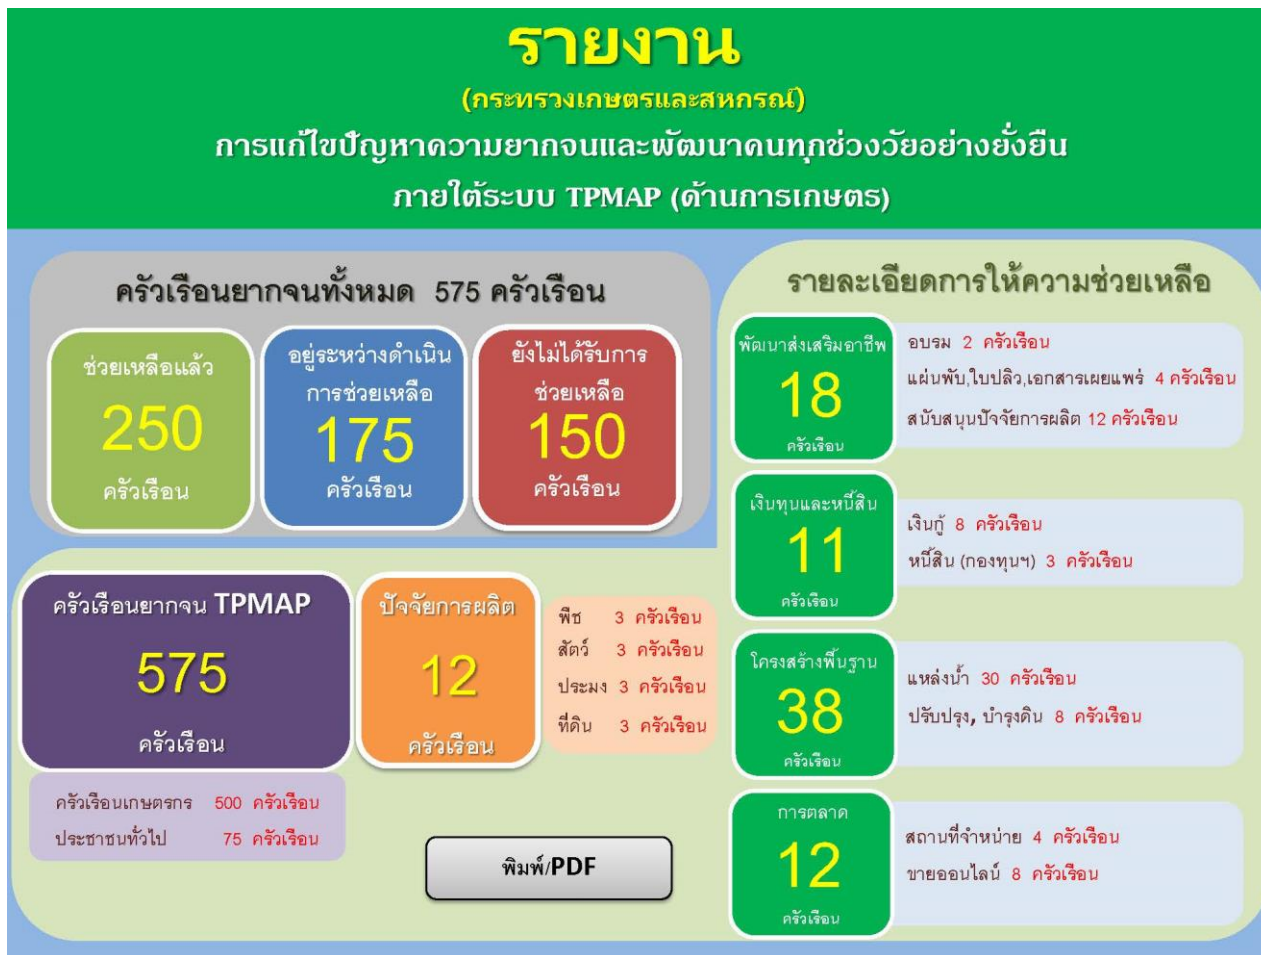 รายงาน
(กระทรวงเกษตรและสหกรณ์)
การแก้ไขปัญหาความยากจนและพัฒนาคนทุกช่วงวัยอย่างยั่งยืน
ภายใต้ระบบ TPMAP (ด้านการเกษตร)
ครัวเรือนยากจนทั้งหมด 575 ครัวเรือน
ช่วยเหลือแล้ว
250
ครัวเรือน
อยู่ระหว่างดำเนิน
การช่วยเหลือ
175
ครัวเรือน
ยังไม่ได้รับการ
ช่วยเหลือ
150
ครัวเรือน
ครัวเรือนยากจน TPMAP
575
ครัวเรือน
ครัวเรือนเกษตรกร 500 ครัวเรือน
ประชาชนทั่วไป 75 ครัวเรือน
ปัจจัยการผลิต
12
ครัวเรือน
พืช 3 ครัวเรือน
สัตว์ 3 ครัวเรือน
ประมง 3 ครัวเรือน
ที่ดิน 3 ครัวเรือน
พิมพ์/PDF
รายละเอียดการให้ความช่วยเหลือ
พัฒนาส่งเสริมอาชีพ
18
ครัวเรือน
อบรม 2 ครัวเรือน
แผ่นพับ,ใบปลิว,เอกสารเผยแพร่ 4 ครัวเรือน
สนับสนุนปัจจัยการผลิต 12 ครัวเรือน
เงินทุนและหนี้สิน
11
ครัวเรือน
เงินกู้ 8 ครัวเรือน
หนี้สิน (กองทุนฯ) 3 ครัวเรือน
โครงสร้างพื้นฐาน
38
ครัวเรือน
แหล่งน้ำ 30 ครัวเรือน
ปรับปรุง, บำรุงดิน 8 ครัวเรือน
การตลาด
12
ครัวเรือน
สถานที่จำหน่าย 4 ครัวเรือน
ขายออนไลน์ 8 ครัวเรือน